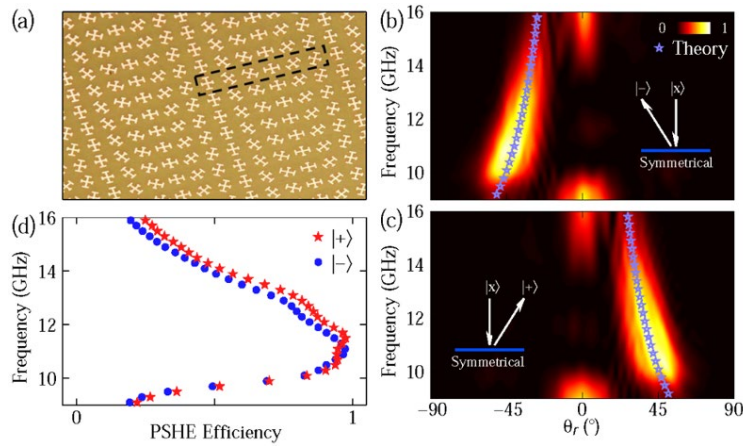 (a)
(b)
16
14
12
10
Frequency (GHz)
0 1
☆ Theory
|−⟩ |x⟩
Symmetrical
(d)
16
14
12
10
Frequency (GHz)
★ |+⟩
● |−⟩
0 1
PSHE Efficiency
(c)
16
14
12
10
Frequency (GHz)
|x⟩ |+⟩
Symmetrical
−90 −45 0 45 90
θr (°)